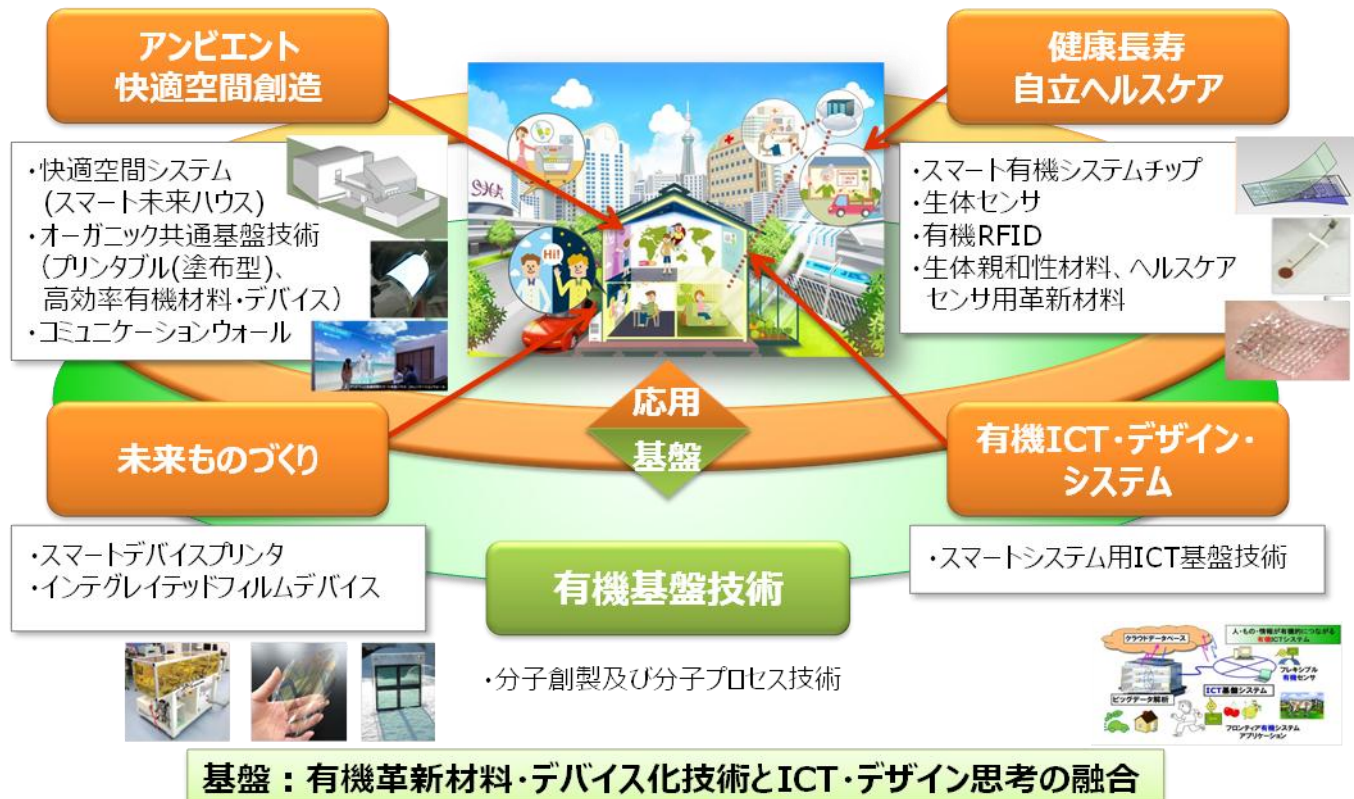 アンビエント
快適空間創造
健康長寿
自立ヘルスケア
・快適空間システム
(スマート未来ハウス)
・オーガニック共通基盤技術
（プリンタブル(塗布型)、
高効率有機材料・デバイス）
・コミュニケーションウォール
Hi!
・スマート有機システムチップ
・生体センサ
・有機RFID
・生体親和性材料、ヘルスケア
センサ用革新材料
応用
基盤
未来ものづくり
有機ICT・デザイン・
システム
・スマートデバイスプリンタ
・インテグレイテッドフィルムデバイス
有機基盤技術
・分子創製及び分子プロセス技術
・スマートシステム用ICT基盤技術
クラウドデータベース
人・もの・情報が有機的につながる
有機ICTシステム
フレキシブル
有機センサ
ICT基盤システム
ビッグデータ解析
フロンティア有機システム
アプリケーション
基盤：有機革新材料・デバイス化技術とICT・デザイン思考の融合